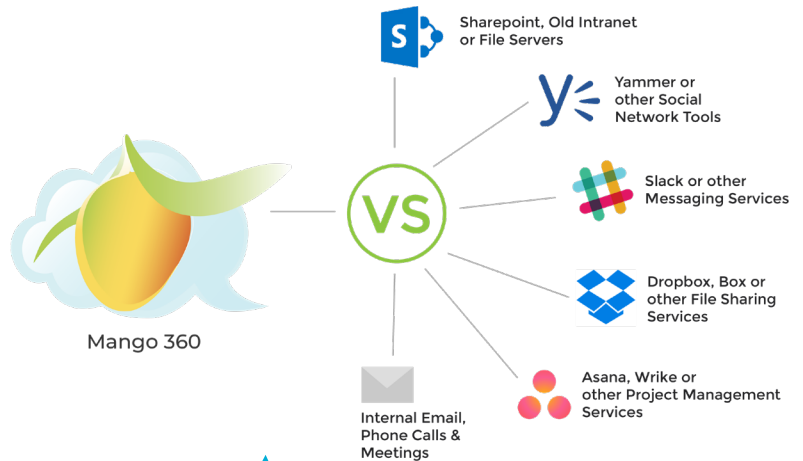 Sharepoint, Old Intranet
or File Servers
Yammer or
other Social
Network Tools
VS
Slack or other
Messaging Services
Dropbox, Box or
other File Sharing
Services
Mango 360
Asana, Wrike or
other Project Management
Services
Internal Email,
Phone Calls &
Meetings